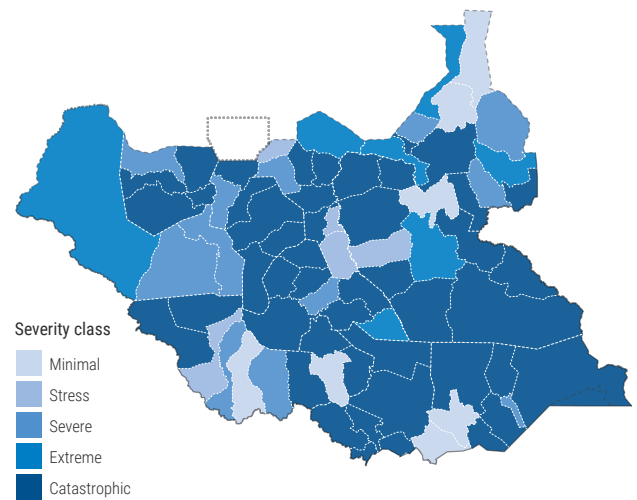 Severity class
Minimal
Stress
Severe
Extreme
Catastrophic